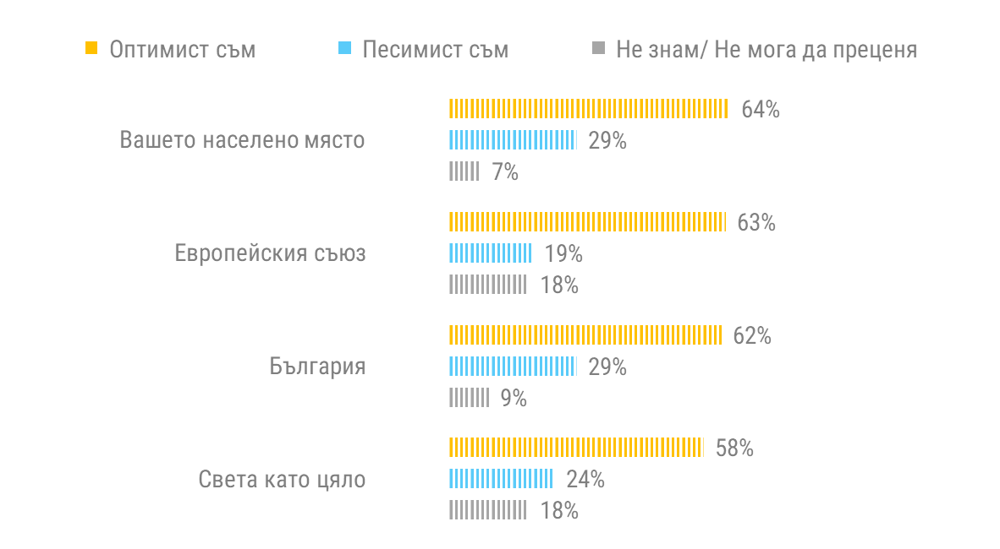 Оптимист съм Песимист съм Не знам/ Не мога да преценя
64%
Вашето населено място 29%
7%
63%
Европейския съюз 19%
18%
62%
България 29%
9%
58%
Света като цяло 24%
18%